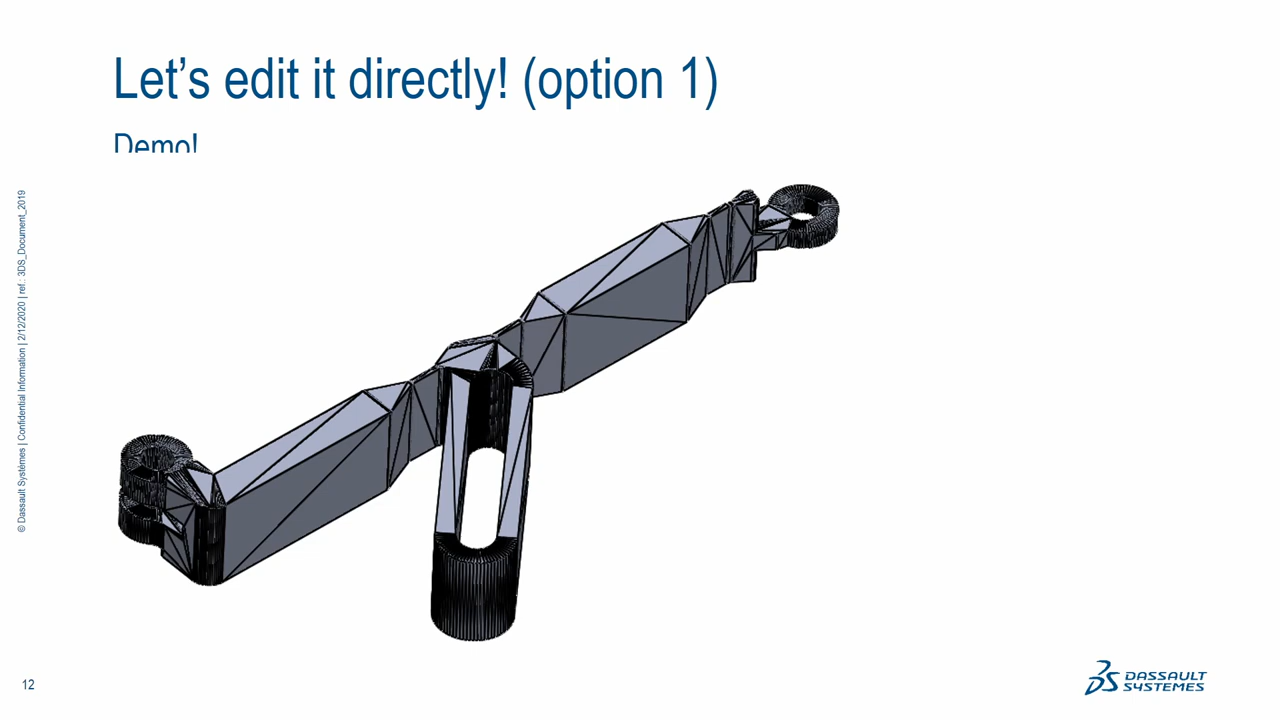 Let's edit it directly! (option 1)
Demo!
© Dassault Systèmes | Confidential Information | 2/12/2020 | ref.: 3DS_Document_2019
12
DASSAULT
SYSTEMES